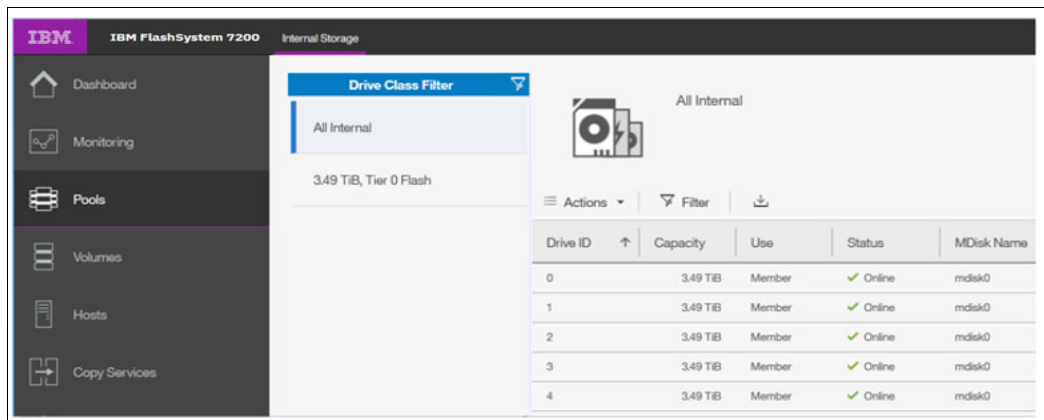 IBM IBM FlashSystem 7200 Internal Storage
Dashboard
Monitoring
Pools
Volumes
Hosts
Copy Services
Drive Class Filter
All Internal
3.49 TiB, Tier 0 Flash
All Internal
Actions Filter
Drive ID Capacity Use Status MDisk Name
0 3.49 TiB Member Online mdisk0
1 3.49 TiB Member Online mdisk0
2 3.49 TiB Member Online mdisk0
3 3.49 TiB Member Online mdisk0
4 3.49 TiB Member Online mdisk0